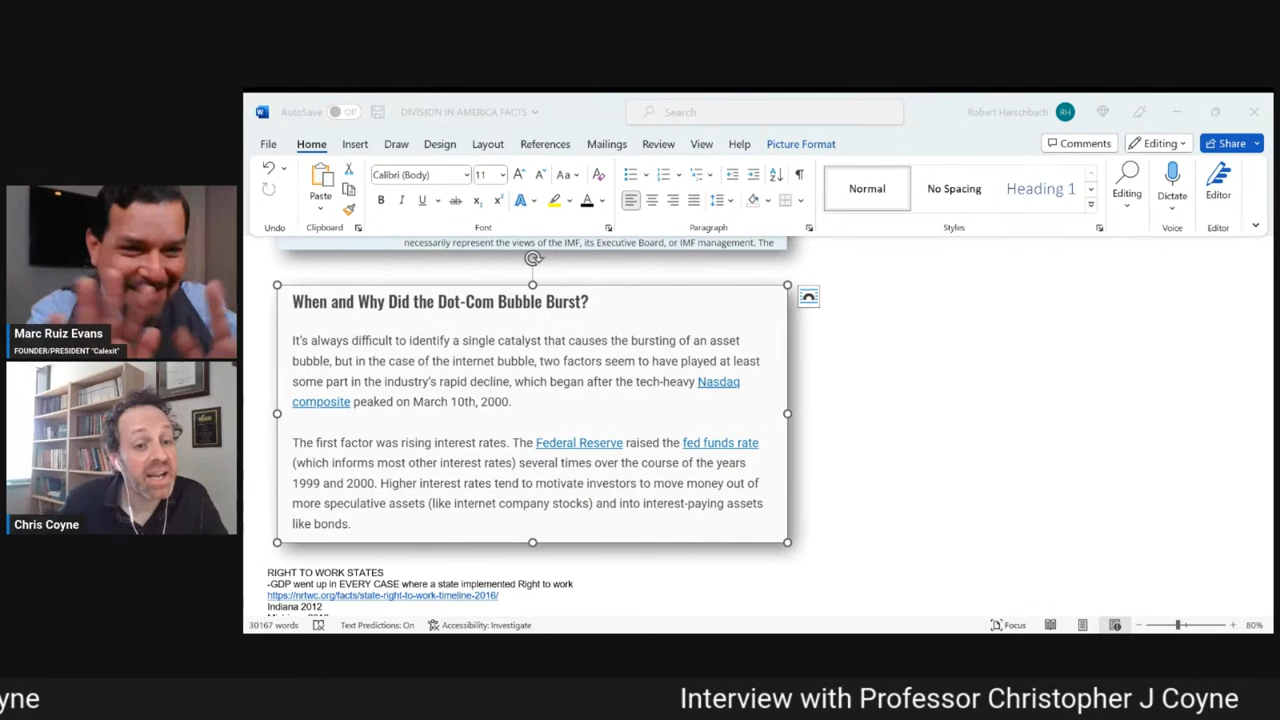 AutoSave Off DIVISION IN AMERICA FACTS Search Robert Herschbach RH
File Home Insert Draw Design Layout References Mailings Review View Help Picture Format Comments Editing Share
Paste Calibri (Body) 11 Aa Normal No Spacing Heading 1 Editing Dictate Editor
Undo Clipboard Font Paragraph Styles Voice Editor
necessarily represent the views of the IMF, its Executive Board, or IMF management. The
When and Why Did the Dot-Com Bubble Burst?
It's always difficult to identify a single catalyst that causes the bursting of an asset
bubble, but in the case of the internet bubble, two factors seem to have played at least
some part in the industry's rapid decline, which began after the tech-heavy Nasdaq
composite peaked on March 10th, 2000.
The first factor was rising interest rates. The Federal Reserve raised the fed funds rate
(which informs most other interest rates) several times over the course of the years
1999 and 2000. Higher interest rates tend to motivate investors to move money out of
more speculative assets (like internet company stocks) and into interest-paying assets
like bonds.
RIGHT TO WORK STATES
-GDP went up in EVERY CASE where a state implemented Right to work
https://nrtwc.org/facts/state-right-to-work-timeline-2016/
Indiana 2012
30167 words Text Predictions: On Accessibility: Investigate Focus 80%
Marc Ruiz Evans
FOUNDER/PRESIDENT "Calexit"
Chris Coyne
yne Interview with Professor Christopher J Coyne